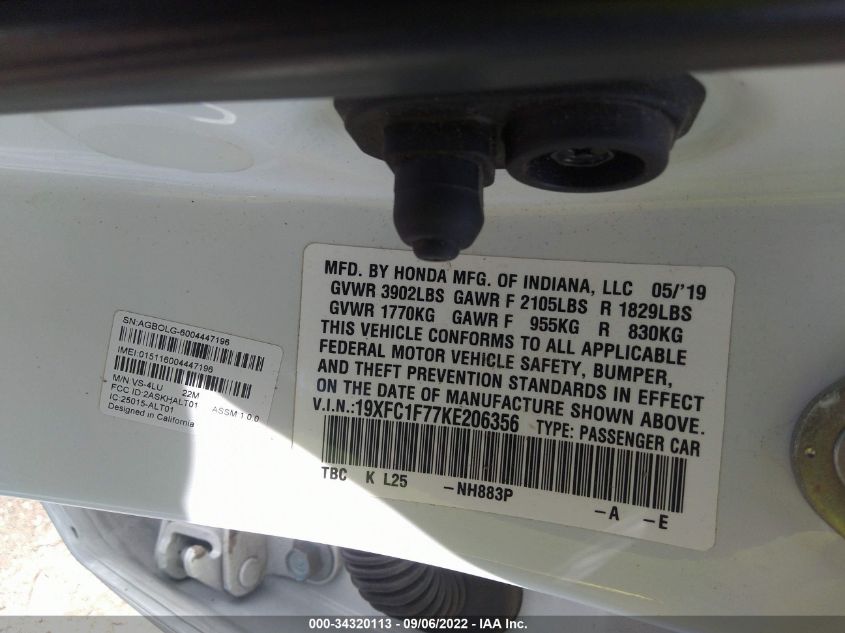 MFD. BY HONDA MFG. OF INDIANA, LLC 05/'19
GVWR 3902LBS GAWR F 2105LBS R 1829LBS
GVWR 1770KG GAWR F 955KG R 830KG
THIS VEHICLE CONFORMS TO ALL APPLICABLE
FEDERAL MOTOR VEHICLE SAFETY, BUMPER,
AND THEFT PREVENTION STANDARDS IN EFFECT
ON THE DATE OF MANUFACTURE SHOWN ABOVE.
V.I.N.:19XFC1F77KE206356 TYPE: PASSENGER CAR
TBC K L25 -NH883P -A -E
SN:AGBOLG-6004447196
IMEI:015116004447196
M/N VS-4LU 22M
FCC ID:2ASKHALT01 ASSM 1.0.0
IC:25015-ALT01
Designed in California
000-34320113 - 09/06/2022 - IAA Inc.